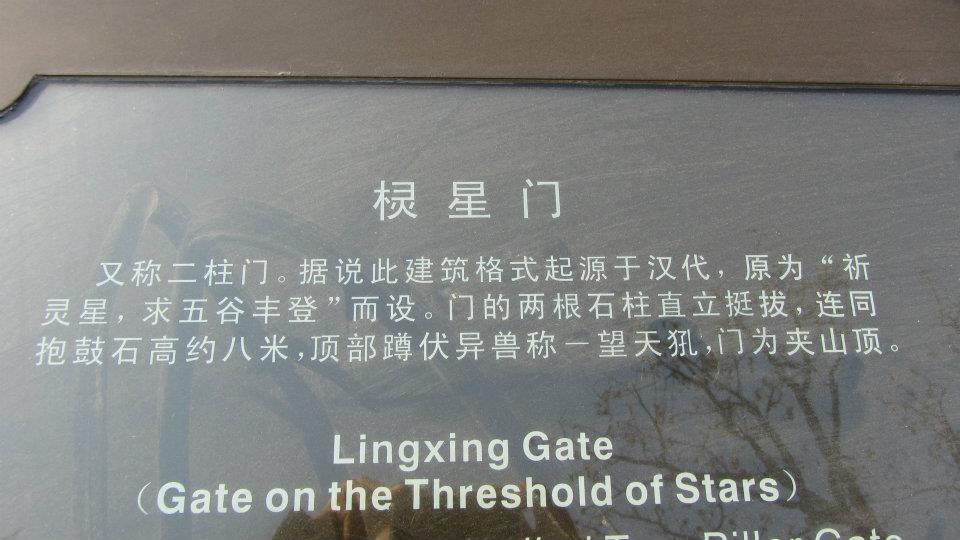 棂星门
又称二柱门。据说此建筑格式起源于汉代，原为“祈
灵星，求五谷丰登”而设。门的两根石柱直立挺拔，连同
抱鼓石高约八米，顶部蹲伏异兽称－望天犼，门为夹山顶。
Lingxing Gate
（Gate on the Threshold of Stars）
Pillar Gate